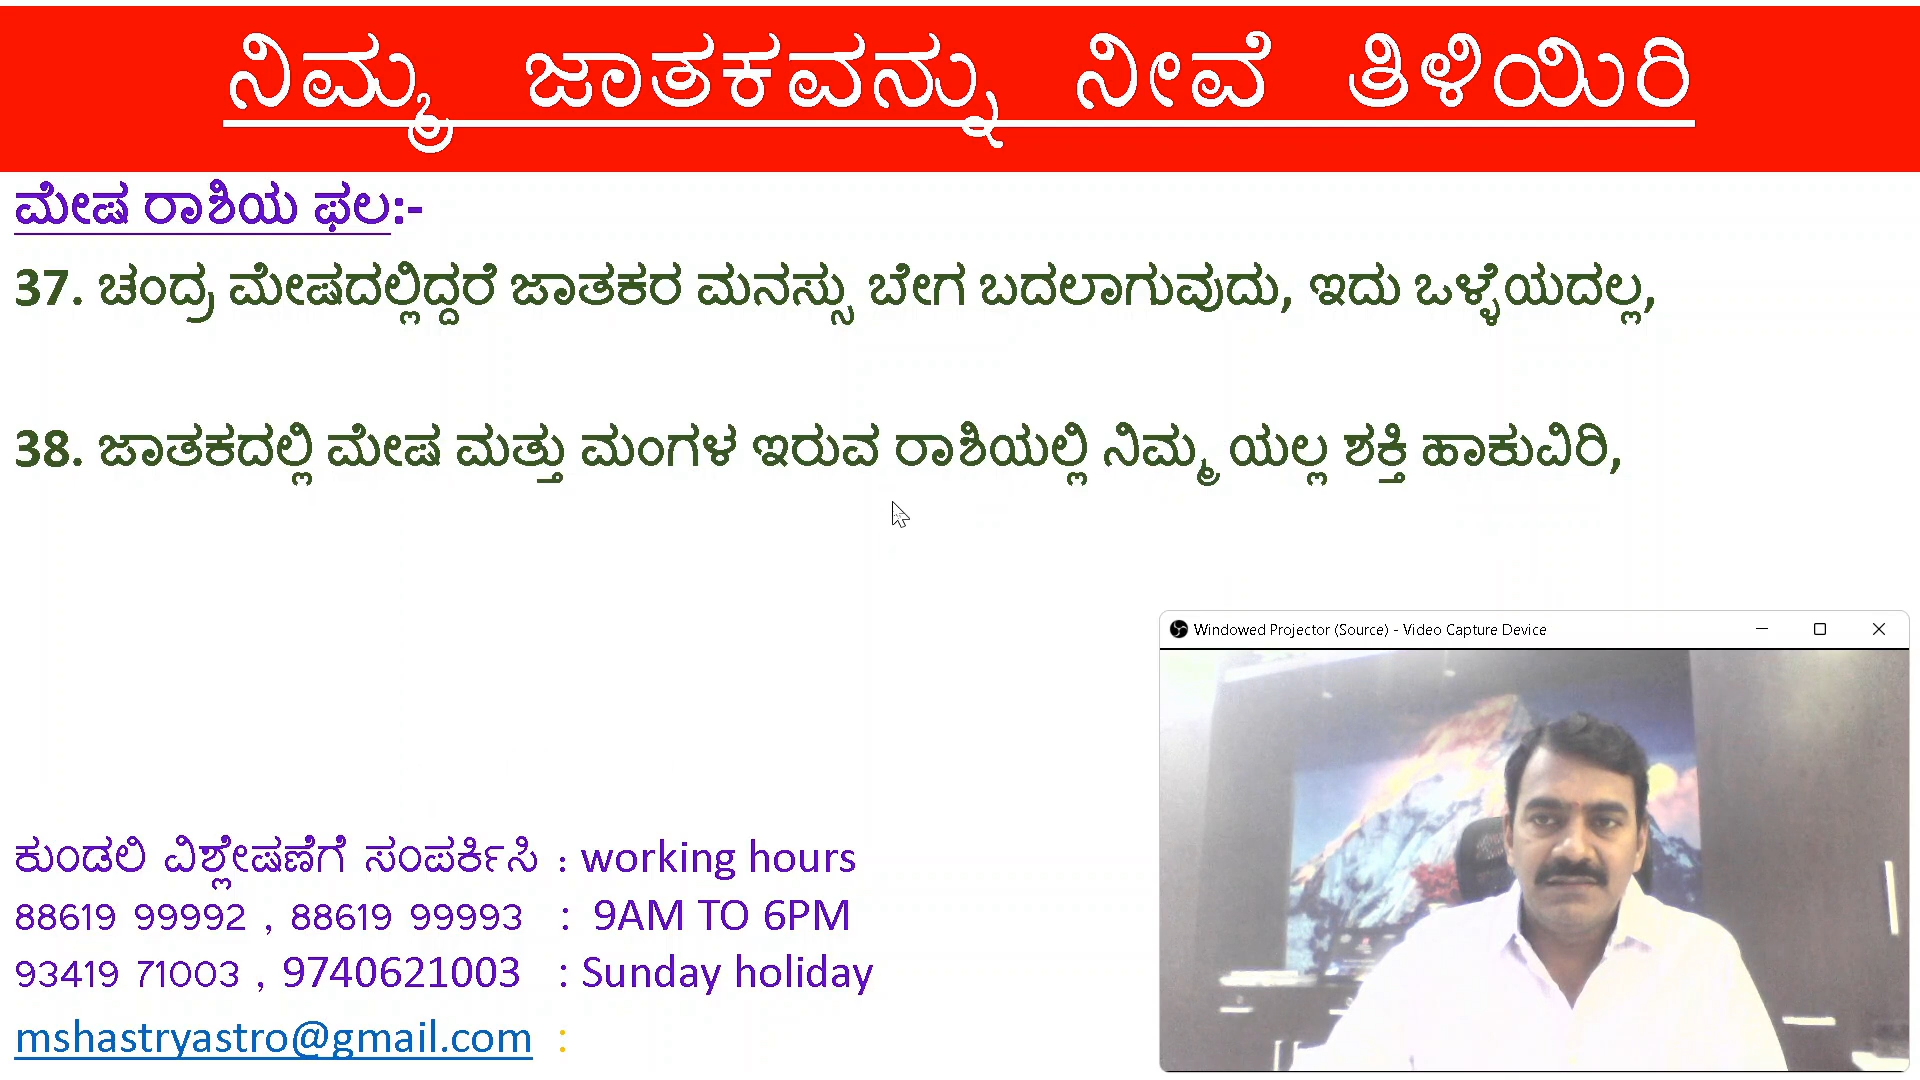 ನಿಮ್ಮ ಜಾತಕವನ್ನು ನೀವೆ ತಿಳಿಯಿರಿ
ಮೇಷ ರಾಶಿಯ ಫಲ:-
37. ಚಂದ್ರ ಮೇಷದಲ್ಲಿದ್ದರೆ ಜಾತಕರ ಮನಸ್ಸು ಬೇಗ ಬದಲಾಗುವುದು, ಇದು ಒಳ್ಳೆಯದಲ್ಲ,
38. ಜಾತಕದಲ್ಲಿ ಮೇಷ ಮತ್ತು ಮಂಗಳ ಇರುವ ರಾಶಿಯಲ್ಲಿ ನಿಮ್ಮ ಯಲ್ಲ ಶಕ್ತಿ ಹಾಕುವಿರಿ,
Windowed Projector (Source) - Video Capture Device
ಕುಂಡಲಿ ವಿಶ್ಲೇಷಣೆಗೆ ಸಂಪರ್ಕಿಸಿ : working hours
88619 99992 , 88619 99993 : 9AM TO 6PM
93419 71003 , 9740621003 : Sunday holiday
mshastryastro@gmail.com :